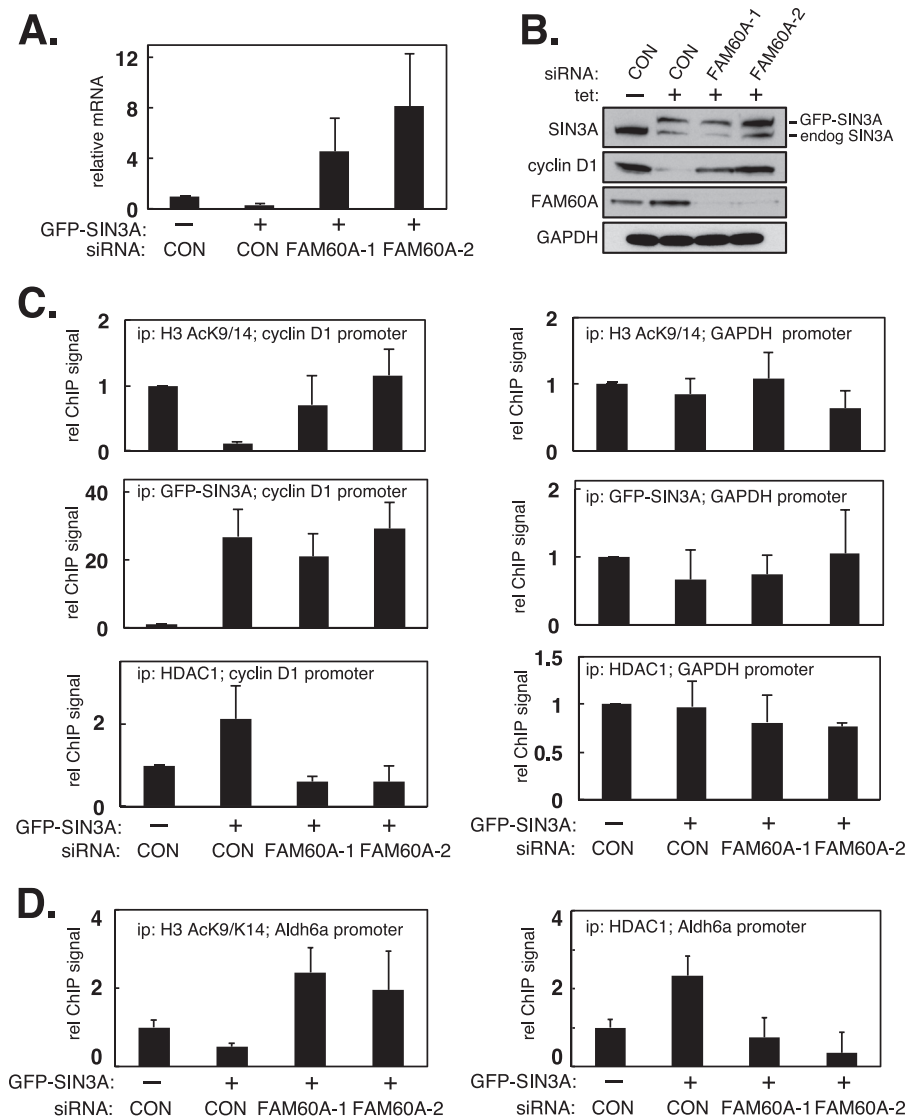 A.
12
8
4
0
relative mRNA
GFP-SIN3A: — + + +
siRNA: CON CON FAM60A-1 FAM60A-2
B.
siRNA: CON CON FAM60A-1 FAM60A-2
tet: — + + +
SIN3A
GFP-SIN3A
endog SIN3A
cyclin D1
FAM60A
GAPDH
C.
ip: H3 AcK9/14; cyclin D1 promoter
2
1
0
rel ChIP signal
ip: H3 AcK9/14; GAPDH promoter
2
1
0
rel ChIP signal
ip: GFP-SIN3A; cyclin D1 promoter
40
20
0
rel ChIP signal
ip: GFP-SIN3A; GAPDH promoter
2
1
0
rel ChIP signal
ip: HDAC1; cyclin D1 promoter
2
0
rel ChIP signal
GFP-SIN3A: — + + +
siRNA: CON CON FAM60A-1 FAM60A-2
ip: HDAC1; GAPDH promoter
1.5
1
0.5
0
rel ChIP signal
GFP-SIN3A: — + + +
siRNA: CON CON FAM60A-1 FAM60A-2
D.
ip: H3 AcK9/K14; Aldh6a promoter
4
2
0
rel ChIP signal
GFP-SIN3A: — + + +
siRNA: CON CON FAM60A-1 FAM60A-2
ip: HDAC1; Aldh6a promoter
4
2
0
rel ChIP signal
GFP-SIN3A: — + + +
siRNA: CON CON FAM60A-1 FAM60A-2